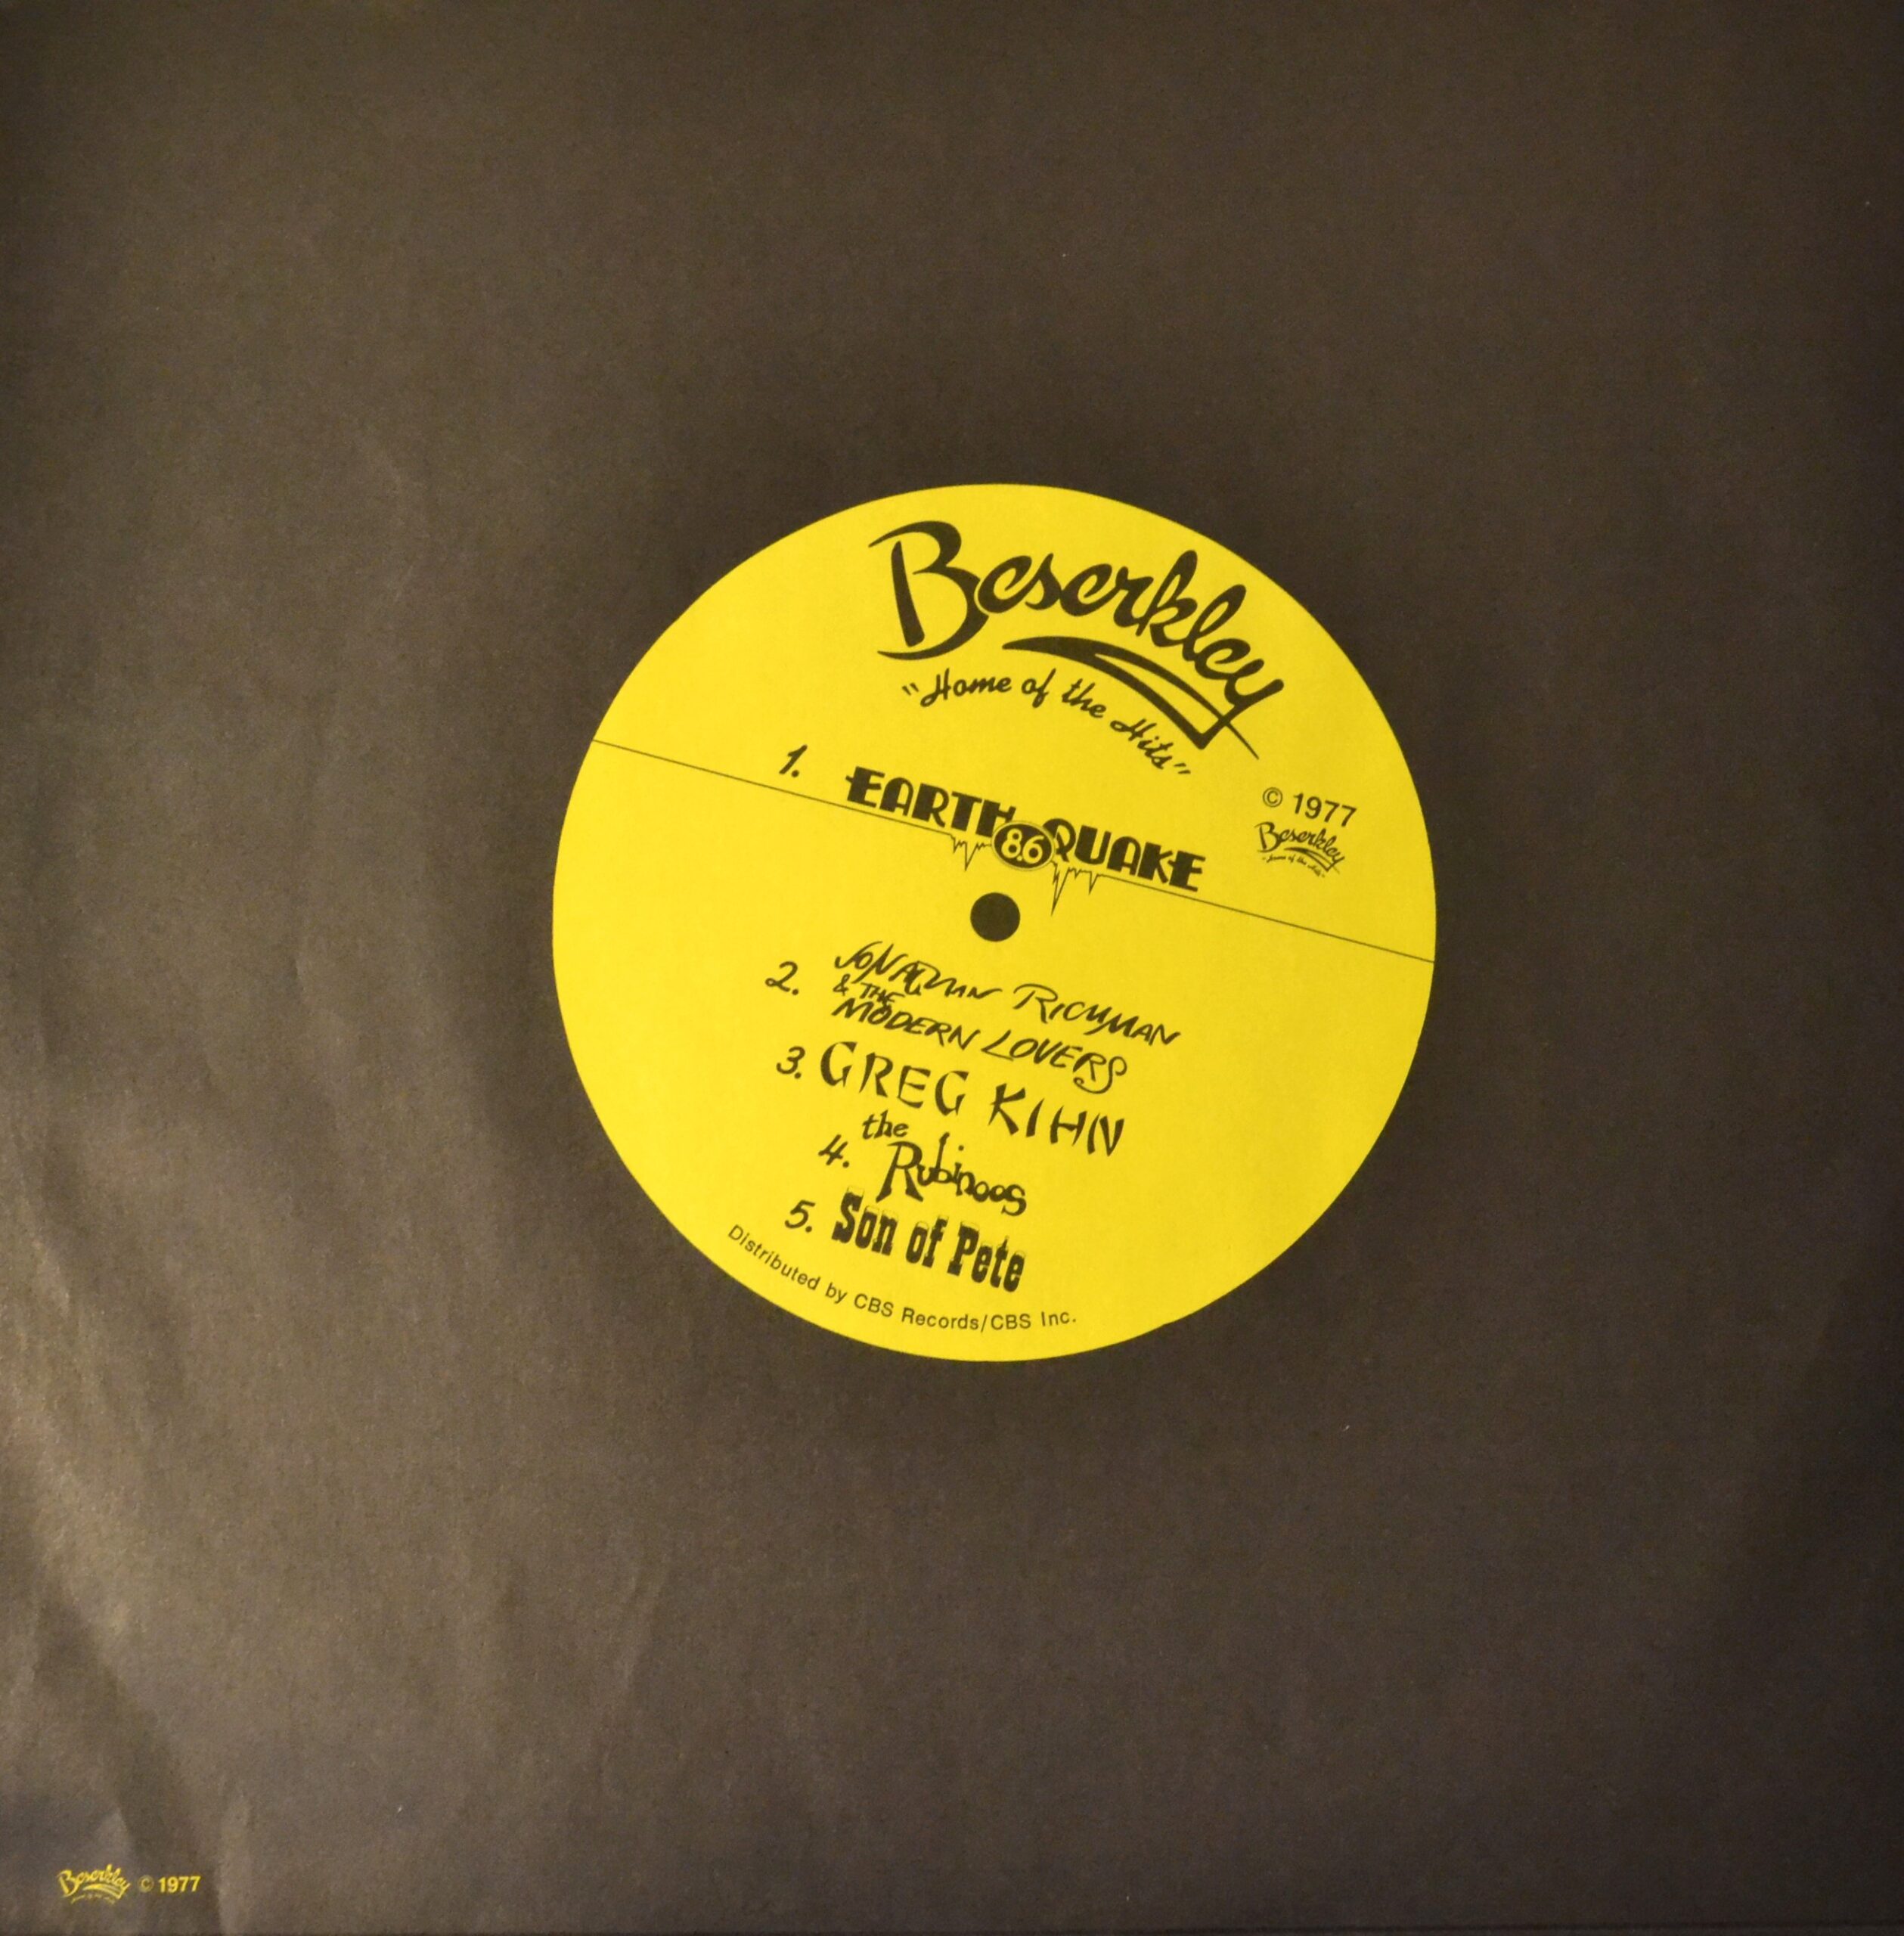 Beserkley
"Home of the Hits"
© 1977
Beserkley
"Home of the Hits"
1. EARTH QUAKE
8.6
2. JONATHAN RICHMAN
& THE
MODERN LOVERS
3. GREG KIHN
the
4. Rubinoos
5. Son of Pete
Distributed by CBS Records/CBS Inc.
Beserkley © 1977